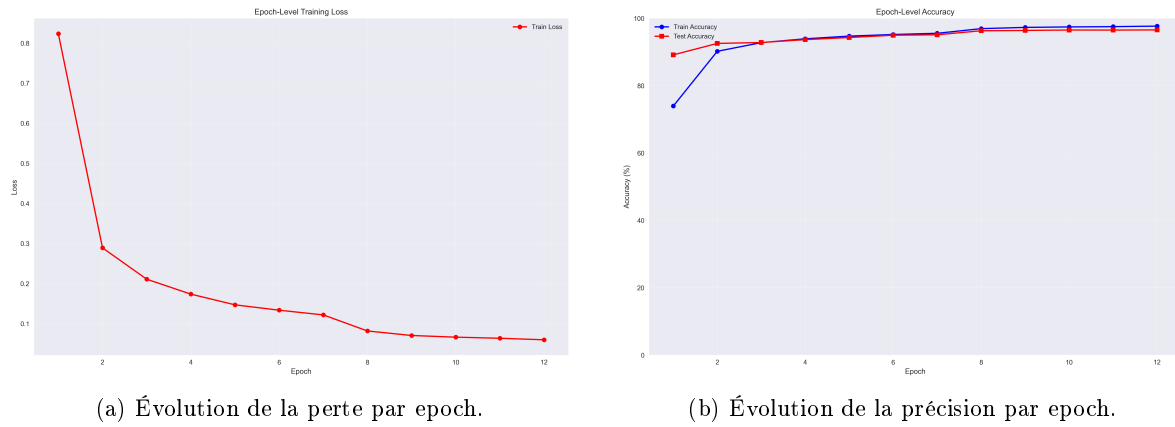 Epoch-Level Training Loss
Train Loss
0.8
0.7
0.6
0.5
0.4
0.3
0.2
0.1
Loss
2
4
6
8
10
12
Epoch
(a) Évolution de la perte par epoch.
Epoch-Level Accuracy
Train Accuracy
Test Accuracy
100
80
60
40
20
0
Accuracy (%)
2
4
6
8
10
12
Epoch
(b) Évolution de la précision par epoch.